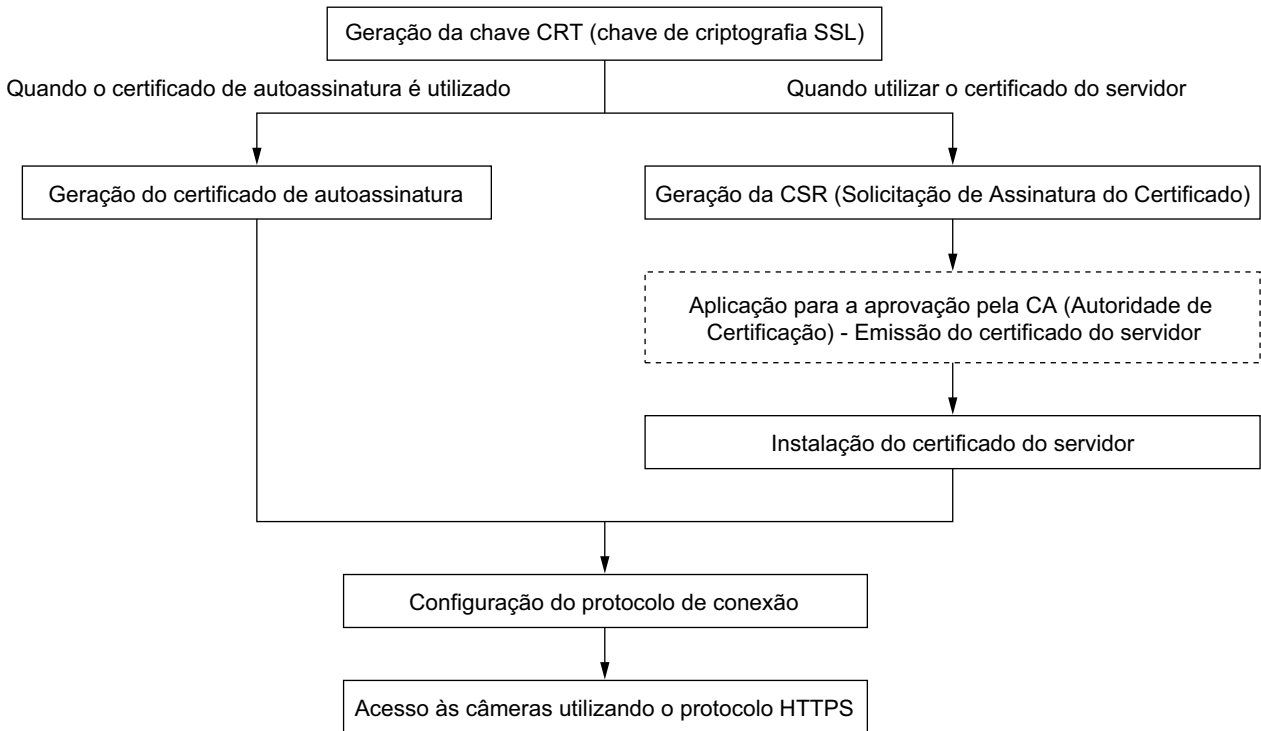 Geração da chave CRT (chave de criptografia SSL)
Quando o certificado de autoassinatura é utilizado
Quando utilizar o certificado do servidor
Geração do certificado de autoassinatura
Geração da CSR (Solicitação de Assinatura do Certificado)
Aplicação para a aprovação pela CA (Autoridade de
Certificação) - Emissão do certificado do servidor
Instalação do certificado do servidor
Configuração do protocolo de conexão
Acesso às câmeras utilizando o protocolo HTTPS